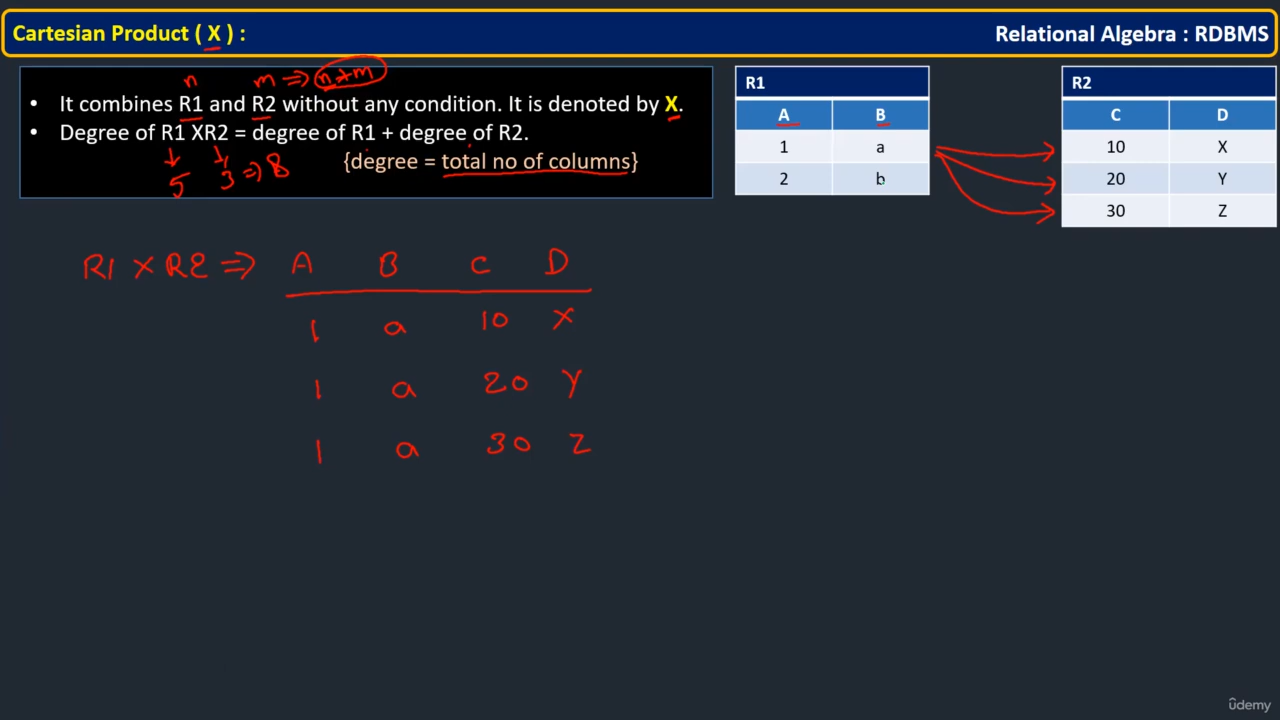 Cartesian Product ( X ) :
Relational Algebra : RDBMS
n m ⇒ n*m
• It combines R1 and R2 without any condition. It is denoted by X.
• Degree of R1 XR2 = degree of R1 + degree of R2.
{degree = total no of columns}
5 3 ⇒ 8
R1
A B
1 a
2 b
R2
C D
10 X
20 Y
30 Z
R1 X R2 ⇒ A B C D
1 a 10 X
1 a 20 Y
1 a 30 Z
ûdemy